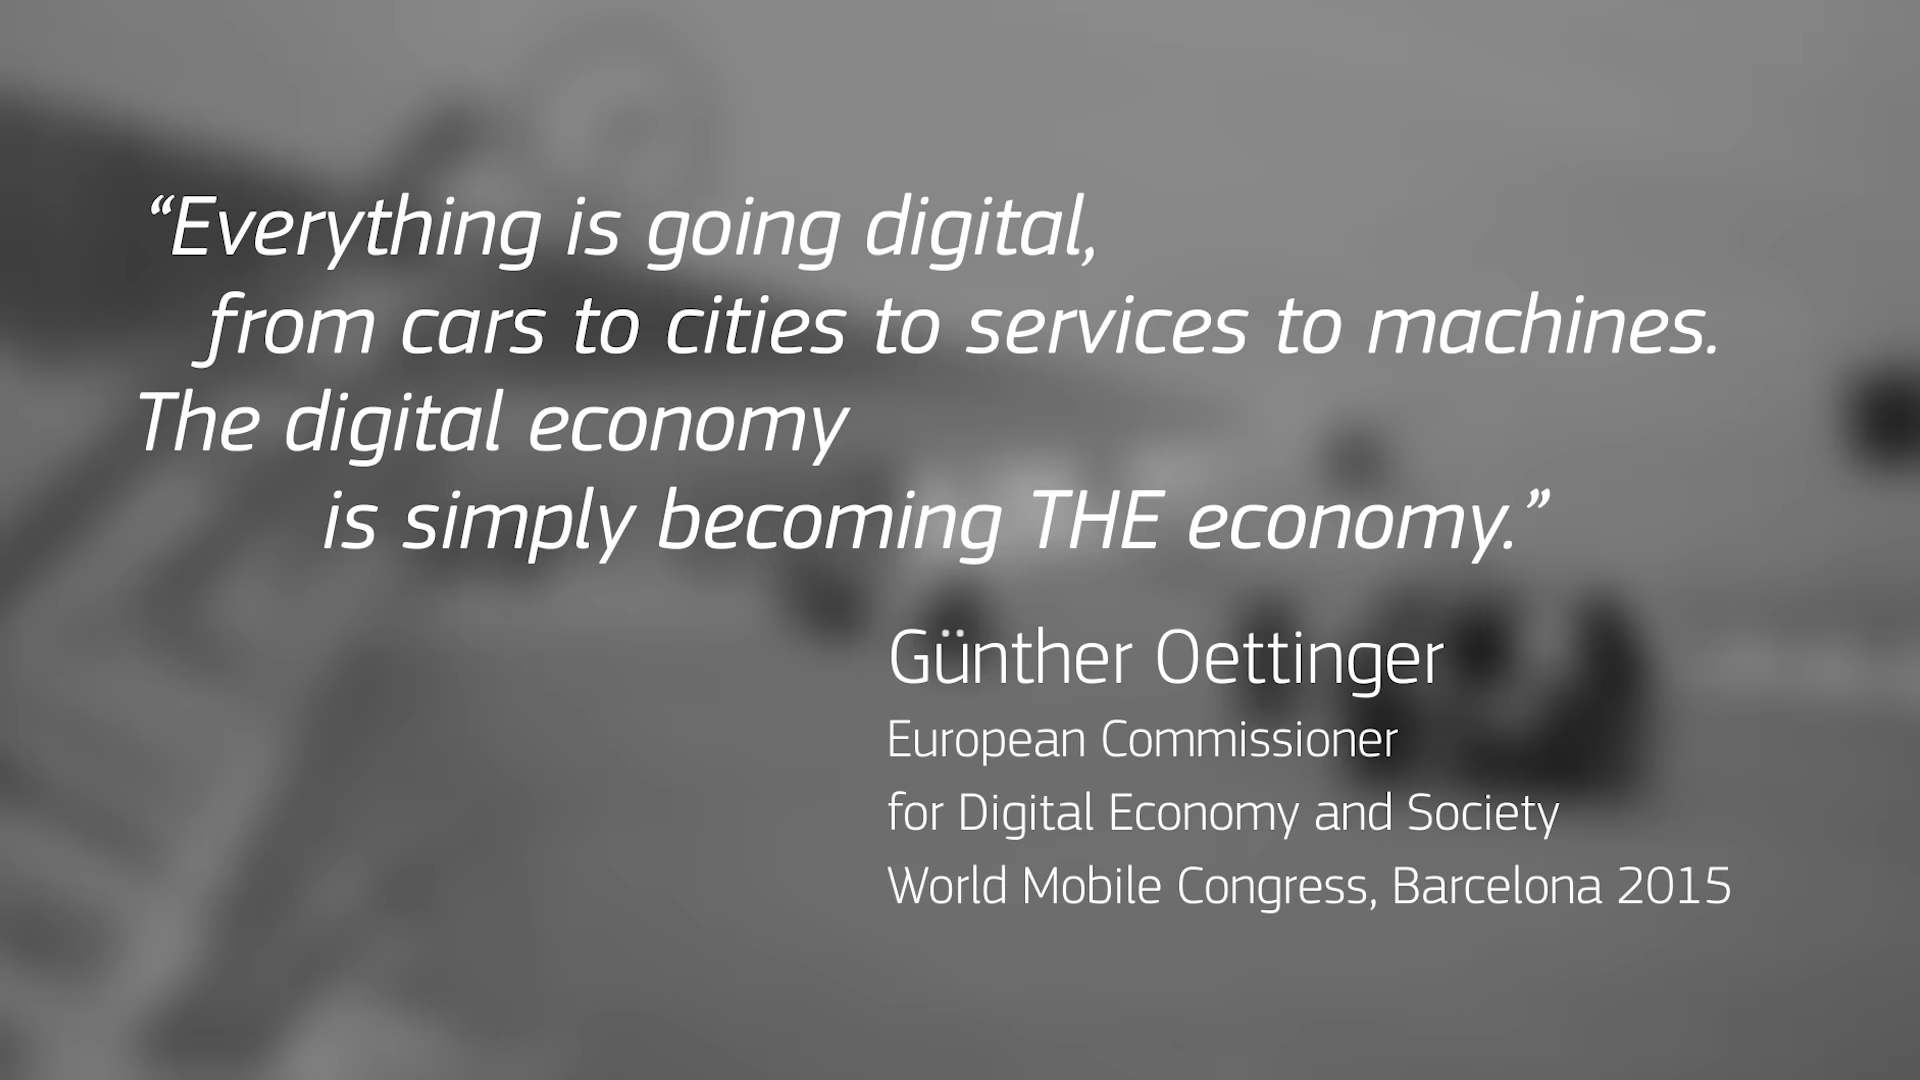 “Everything is going digital,
from cars to cities to services to machines.
The digital economy
is simply becoming THE economy.”
Günther Oettinger
European Commissioner
for Digital Economy and Society
World Mobile Congress, Barcelona 2015